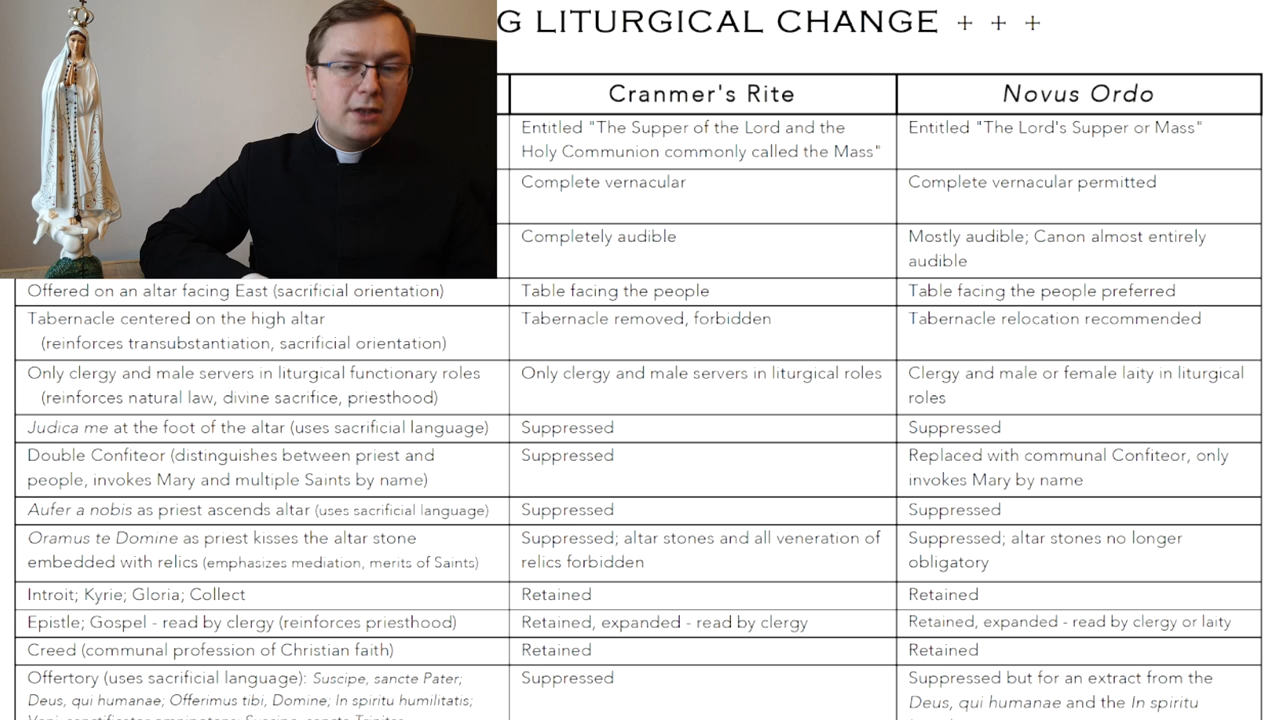 G LITURGICAL CHANGE + + +
Cranmer's Rite
Novus Ordo
Entitled "The Supper of the Lord and the
Holy Communion commonly called the Mass"
Entitled "The Lord's Supper or Mass"
Complete vernacular
Complete vernacular permitted
Completely audible
Mostly audible; Canon almost entirely
audible
Offered on an altar facing East (sacrificial orientation)
Table facing the people
Table facing the people preferred
Tabernacle centered on the high altar
(reinforces transubstantiation, sacrificial orientation)
Tabernacle removed, forbidden
Tabernacle relocation recommended
Only clergy and male servers in liturgical functionary roles
(reinforces natural law, divine sacrifice, priesthood)
Only clergy and male servers in liturgical roles
Clergy and male or female laity in liturgical
roles
Judica me at the foot of the altar (uses sacrificial language)
Suppressed
Suppressed
Double Confiteor (distinguishes between priest and
people, invokes Mary and multiple Saints by name)
Suppressed
Replaced with communal Confiteor, only
invokes Mary by name
Aufer a nobis as priest ascends altar (uses sacrificial language)
Suppressed
Suppressed
Oramus te Domine as priest kisses the altar stone
embedded with relics (emphasizes mediation, merits of Saints)
Suppressed; altar stones and all veneration of
relics forbidden
Suppressed; altar stones no longer
obligatory
Introit; Kyrie; Gloria; Collect
Retained
Retained
Epistle; Gospel - read by clergy (reinforces priesthood)
Retained, expanded - read by clergy
Retained, expanded - read by clergy or laity
Creed (communal profession of Christian faith)
Retained
Retained
Offertory (uses sacrificial language): Suscipe, sancte Pater;
Deus, qui humanae; Offerimus tibi, Domine; In spiritu humilitatis;
Suppressed
Suppressed but for an extract from the
Deus, qui humanae and the In spiritu